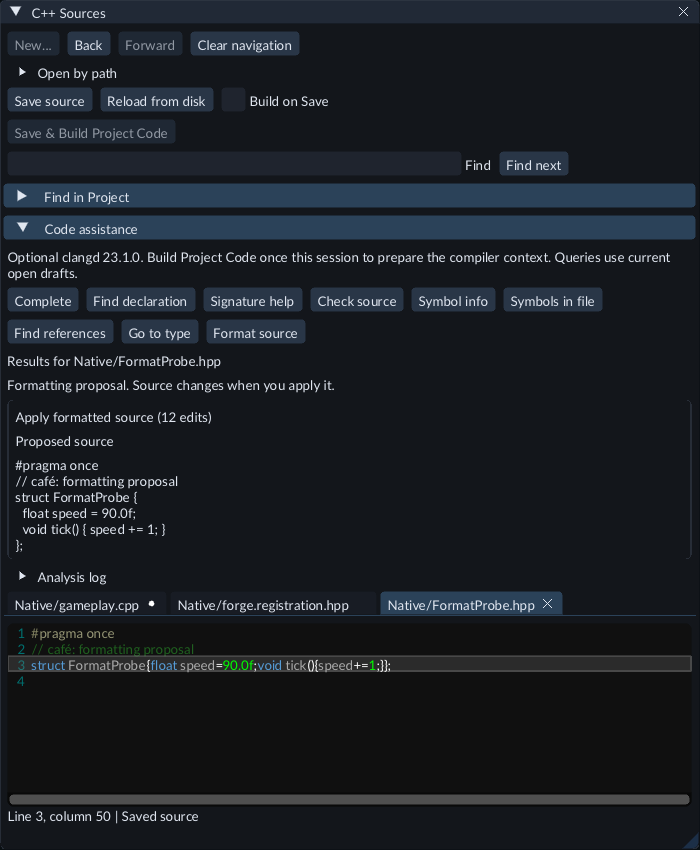 C++ Sources
New... Back Forward Clear navigation
Open by path
Save source Reload from disk Build on Save
Save & Build Project Code
Find Find next
Find in Project
Code assistance
Optional clangd 23.1.0. Build Project Code once this session to prepare the compiler context. Queries use current
open drafts.
Complete Find declaration Signature help Check source Symbol info Symbols in file
Find references Go to type Format source
Results for Native/FormatProbe.hpp
Formatting proposal. Source changes when you apply it.
Apply formatted source (12 edits)
Proposed source
#pragma once
// café: formatting proposal
struct FormatProbe {
  float speed = 90.0f;
  void tick() { speed += 1; }
};
Analysis log
Native/gameplay.cpp Native/forge.registration.hpp Native/FormatProbe.hpp
1 #pragma once
2 // café: formatting proposal
3 struct FormatProbe{float speed=90.0f;void tick(){speed+=1;}};
4
Line 3, column 50 | Saved source